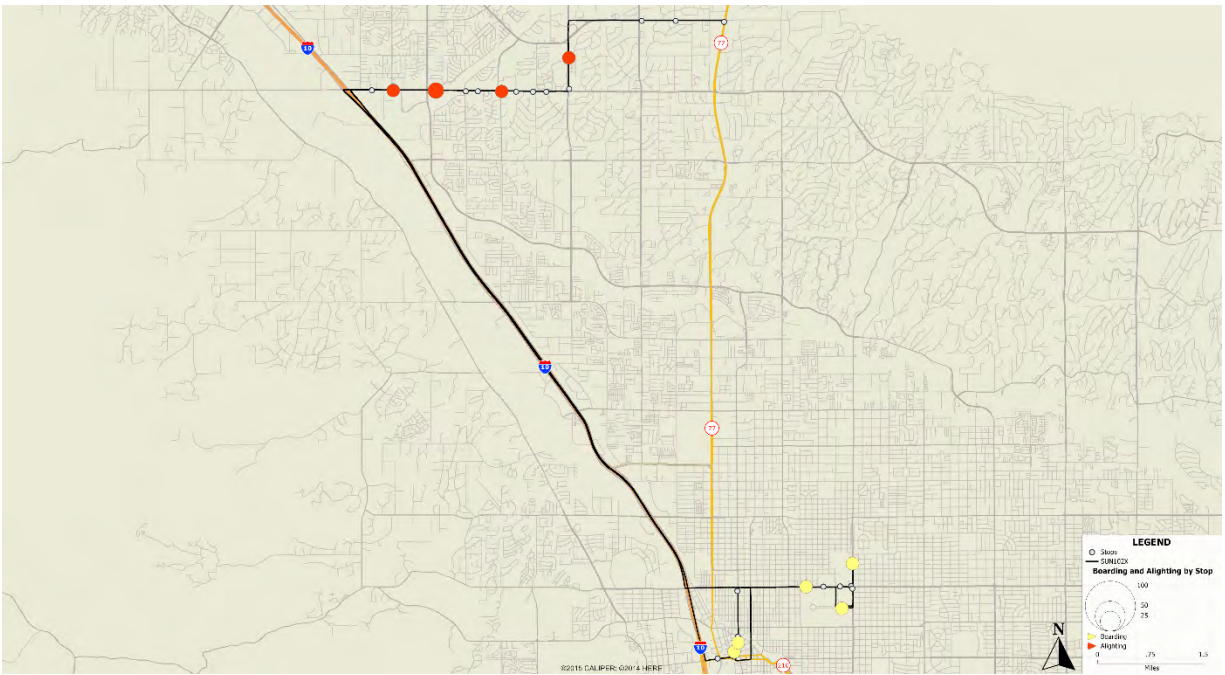 10
77
10
77
LEGEND
Stops
SUN102X
Boarding and Alighting by Stop
100
50
25
Boarding
Alighting
N
0 .75 1.5
Miles
10
210
©2015 CALIPER; ©2014 HERE